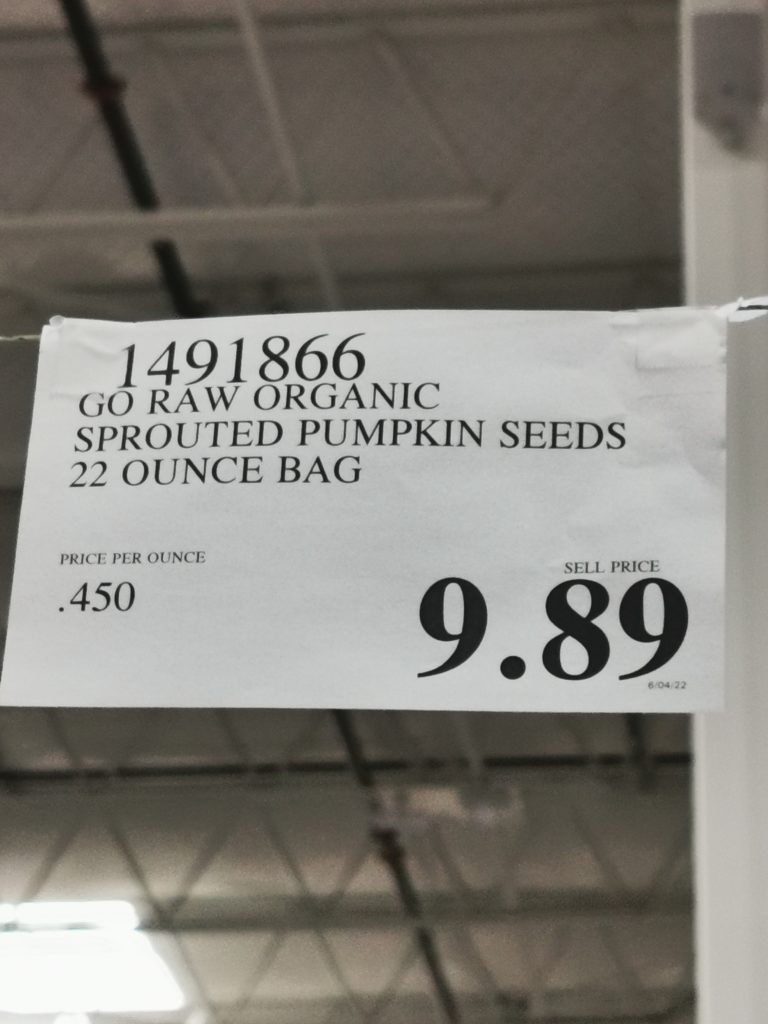 1491866
GO RAW ORGANIC
SPROUTED PUMPKIN SEEDS
22 OUNCE BAG
PRICE PER OUNCE
.450
SELL PRICE
9.89
6/04/22